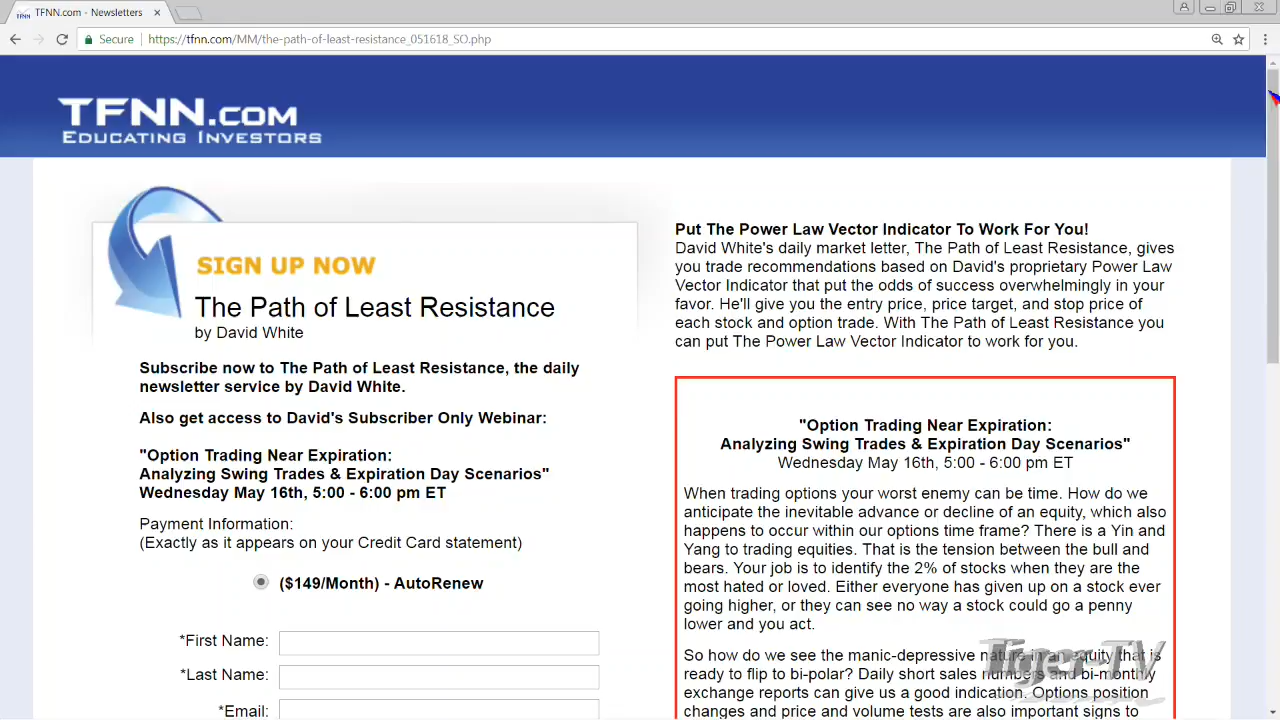 TFNN.com - Newsletters
Secure
https://tfnn.com/MM/the-path-of-least-resistance_051618_SO.php
TFNN.COM
EDUCATING INVESTORS
SIGN UP NOW
The Path of Least Resistance
by David White
Subscribe now to The Path of Least Resistance, the daily
newsletter service by David White.
Also get access to David's Subscriber Only Webinar:
"Option Trading Near Expiration:
Analyzing Swing Trades & Expiration Day Scenarios"
Wednesday May 16th, 5:00 - 6:00 pm ET
Payment Information:
(Exactly as it appears on your Credit Card statement)
($149/Month) - AutoRenew
*First Name:
*Last Name:
*Email:
Put The Power Law Vector Indicator To Work For You!
David White's daily market letter, The Path of Least Resistance, gives
you trade recommendations based on David's proprietary Power Law
Vector Indicator that put the odds of success overwhelmingly in your
favor. He'll give you the entry price, price target, and stop price of
each stock and option trade. With The Path of Least Resistance you
can put The Power Law Vector Indicator to work for you.
"Option Trading Near Expiration:
Analyzing Swing Trades & Expiration Day Scenarios"
Wednesday May 16th, 5:00 - 6:00 pm ET
When trading options your worst enemy can be time. How do we
anticipate the inevitable advance or decline of an equity, which also
happens to occur within our options time frame? There is a Yin and
Yang to trading equities. That is the tension between the bull and
bears. Your job is to identify the 2% of stocks when they are the
most hated or loved. Either everyone has given up on a stock ever
going higher, or they can see no way a stock could go a penny
lower and you act.
So how do we see the manic-depressive nature in an equity that is
ready to flip to bi-polar? Daily short sales numbers and bi-monthly
exchange reports can give us a good indication. Options position
changes and price and volume tests are also important signs to
Tiger-TV